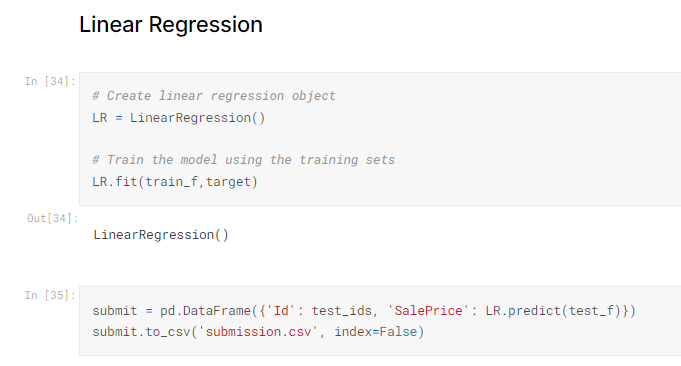 Linear Regression
In [34]:
# Create linear regression object
LR = LinearRegression()
# Train the model using the training sets
LR.fit(train_f,target)
Out[34]:
LinearRegression()
In [35]:
submit = pd.DataFrame({'Id': test_ids, 'SalePrice': LR.predict(test_f)})
submit.to_csv('submission.csv', index=False)